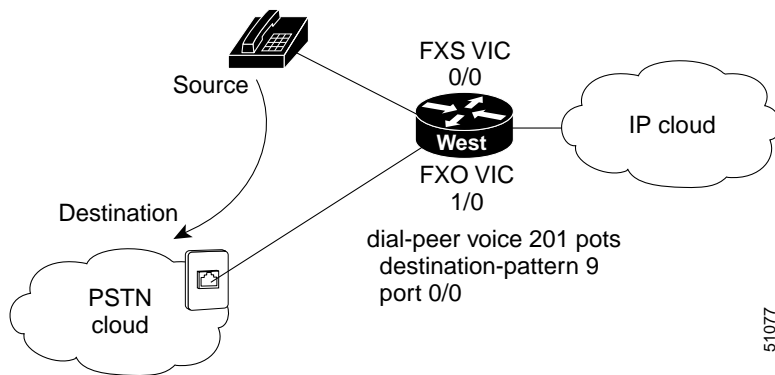 FXS VIC
0/0
Source
West
IP cloud
FXO VIC
1/0
Destination
dial-peer voice 201 pots
destination-pattern 9
port 0/0
PSTN
cloud
51077